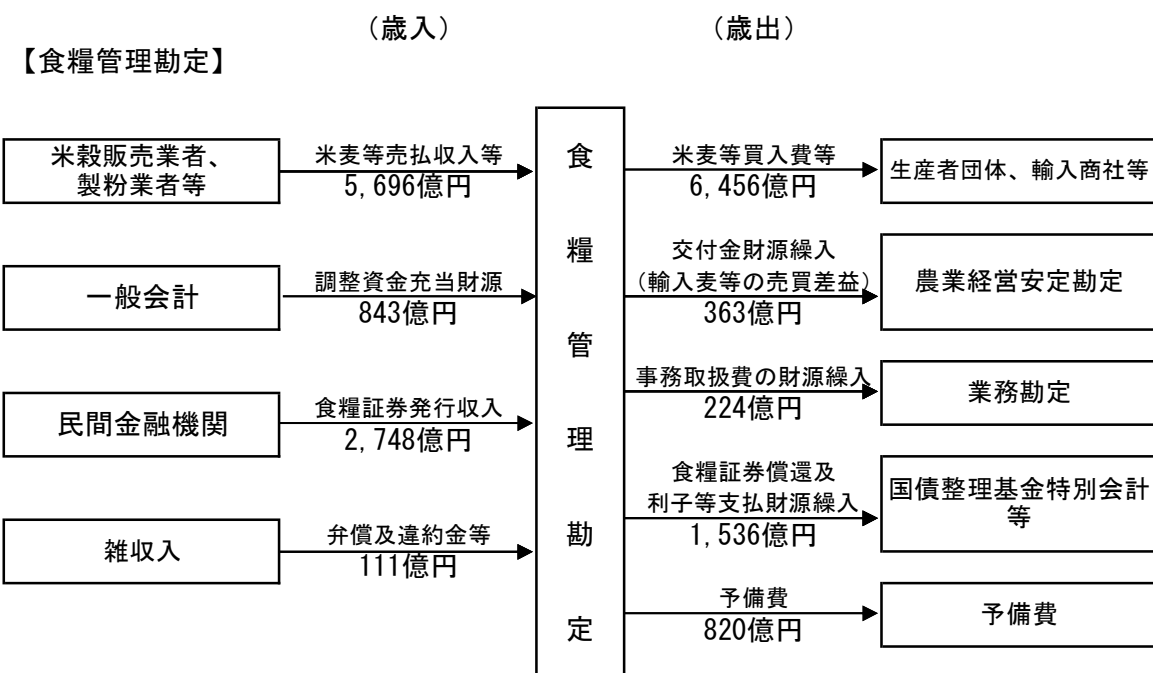 （歳入）
（歳出）
【食糧管理勘定】
米穀販売業者、
製粉業者等
米麦等売払収入等
5,696億円
一般会計
調整資金充当財源
843億円
民間金融機関
食糧証券発行収入
2,748億円
雑収入
弁償及違約金等
111億円
食
糧
管
理
勘
定
米麦等買入費等
6,456億円
生産者団体、輸入商社等
交付金財源繰入
（輸入麦等の売買差益）
363億円
農業経営安定勘定
事務取扱費の財源繰入
224億円
業務勘定
食糧証券償還及
利子等支払財源繰入
1,536億円
国債整理基金特別会計
等
予備費
820億円
予備費